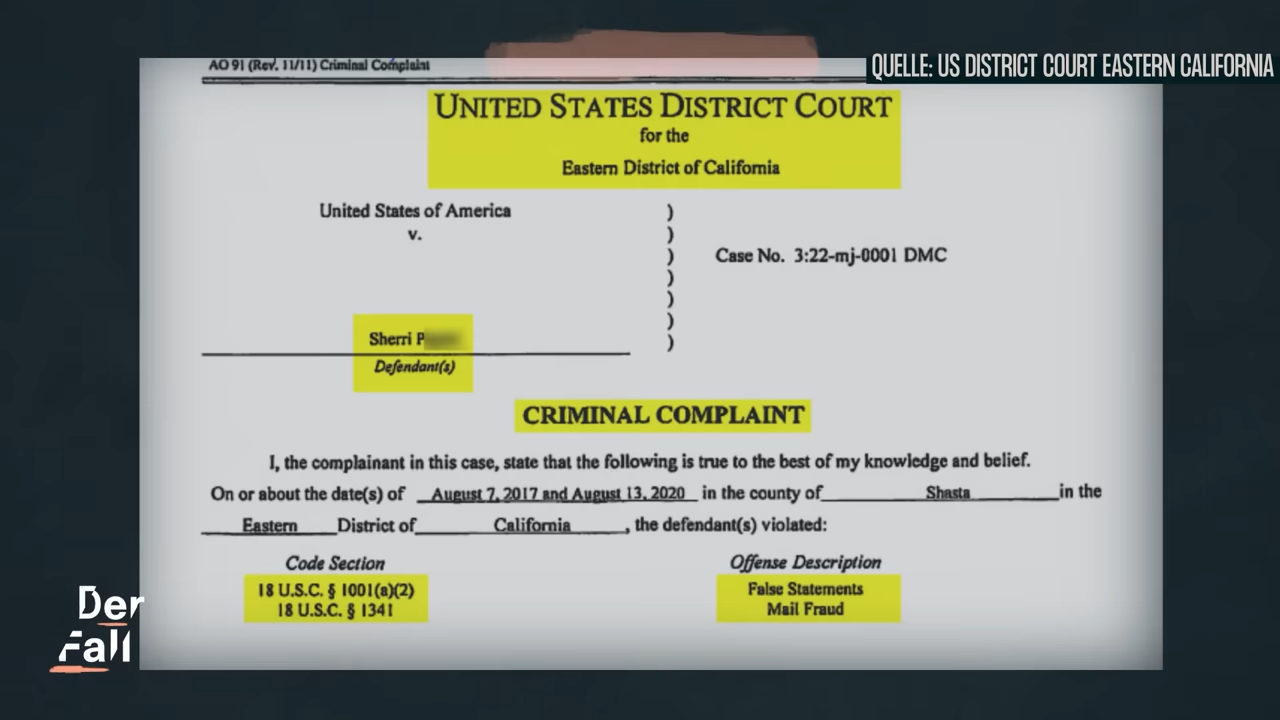 AO 91 (Rev. 11/11) Criminal Complaint
QUELLE: US DISTRICT COURT EASTERN CALIFORNIA
UNITED STATES DISTRICT COURT
for the
Eastern District of California
United States of America
v.
Sherri P
Defendant(s)
)
)
)
)
)
)
)
Case No. 3:22-mj-0001 DMC
CRIMINAL COMPLAINT
I, the complainant in this case, state that the following is true to the best of my knowledge and belief.
On or about the date(s) of August 7, 2017 and August 13, 2020 in the county of Shasta in the
Eastern District of California , the defendant(s) violated:
Code Section
18 U.S.C. § 1001(a)(2)
18 U.S.C. § 1341
Offense Description
False Statements
Mail Fraud
Der
Fall